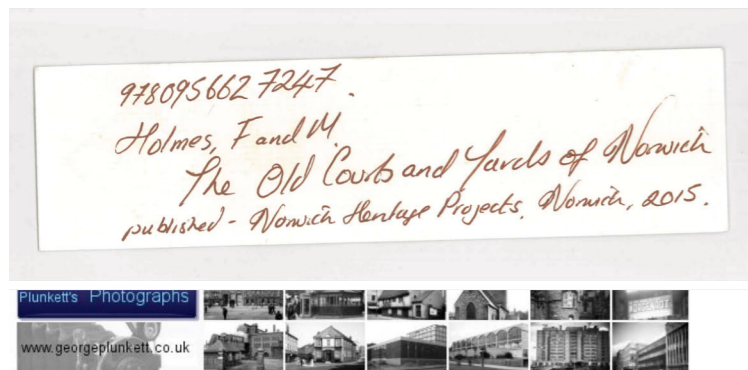 9780956627247.
Holmes, F and M.
The Old Courts and Yards of Norwich
published - Norwich Heritage Projects, Norwich, 2015.
Plunkett's Photographs
www.georgeplunkett.co.uk